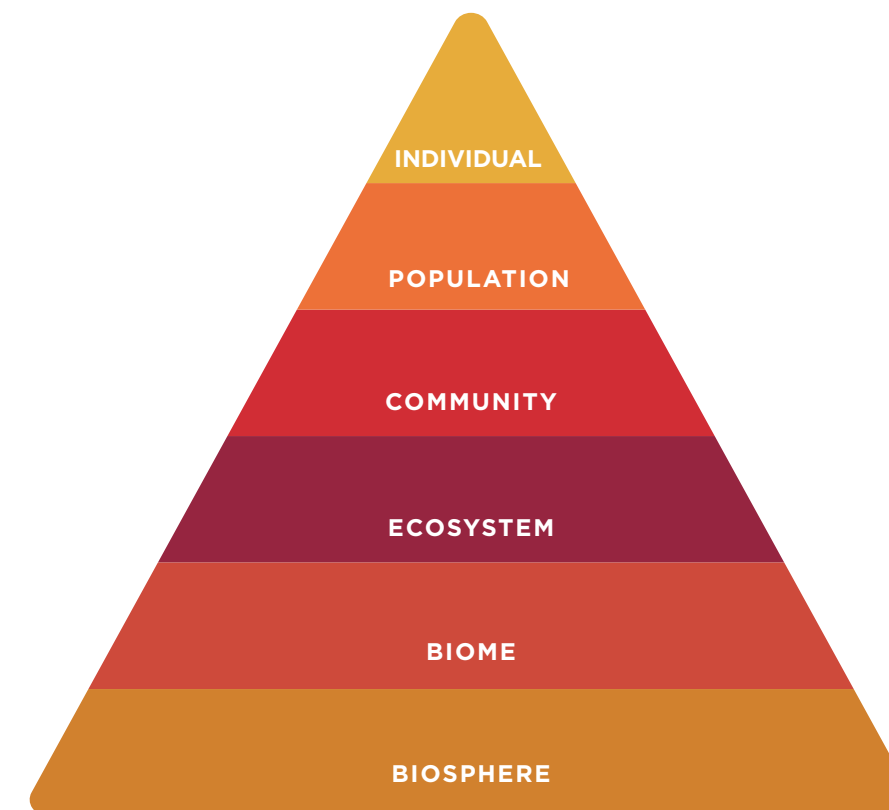 INDIVIDUAL
POPULATION
COMMUNITY
ECOSYSTEM
BIOME
BIOSPHERE